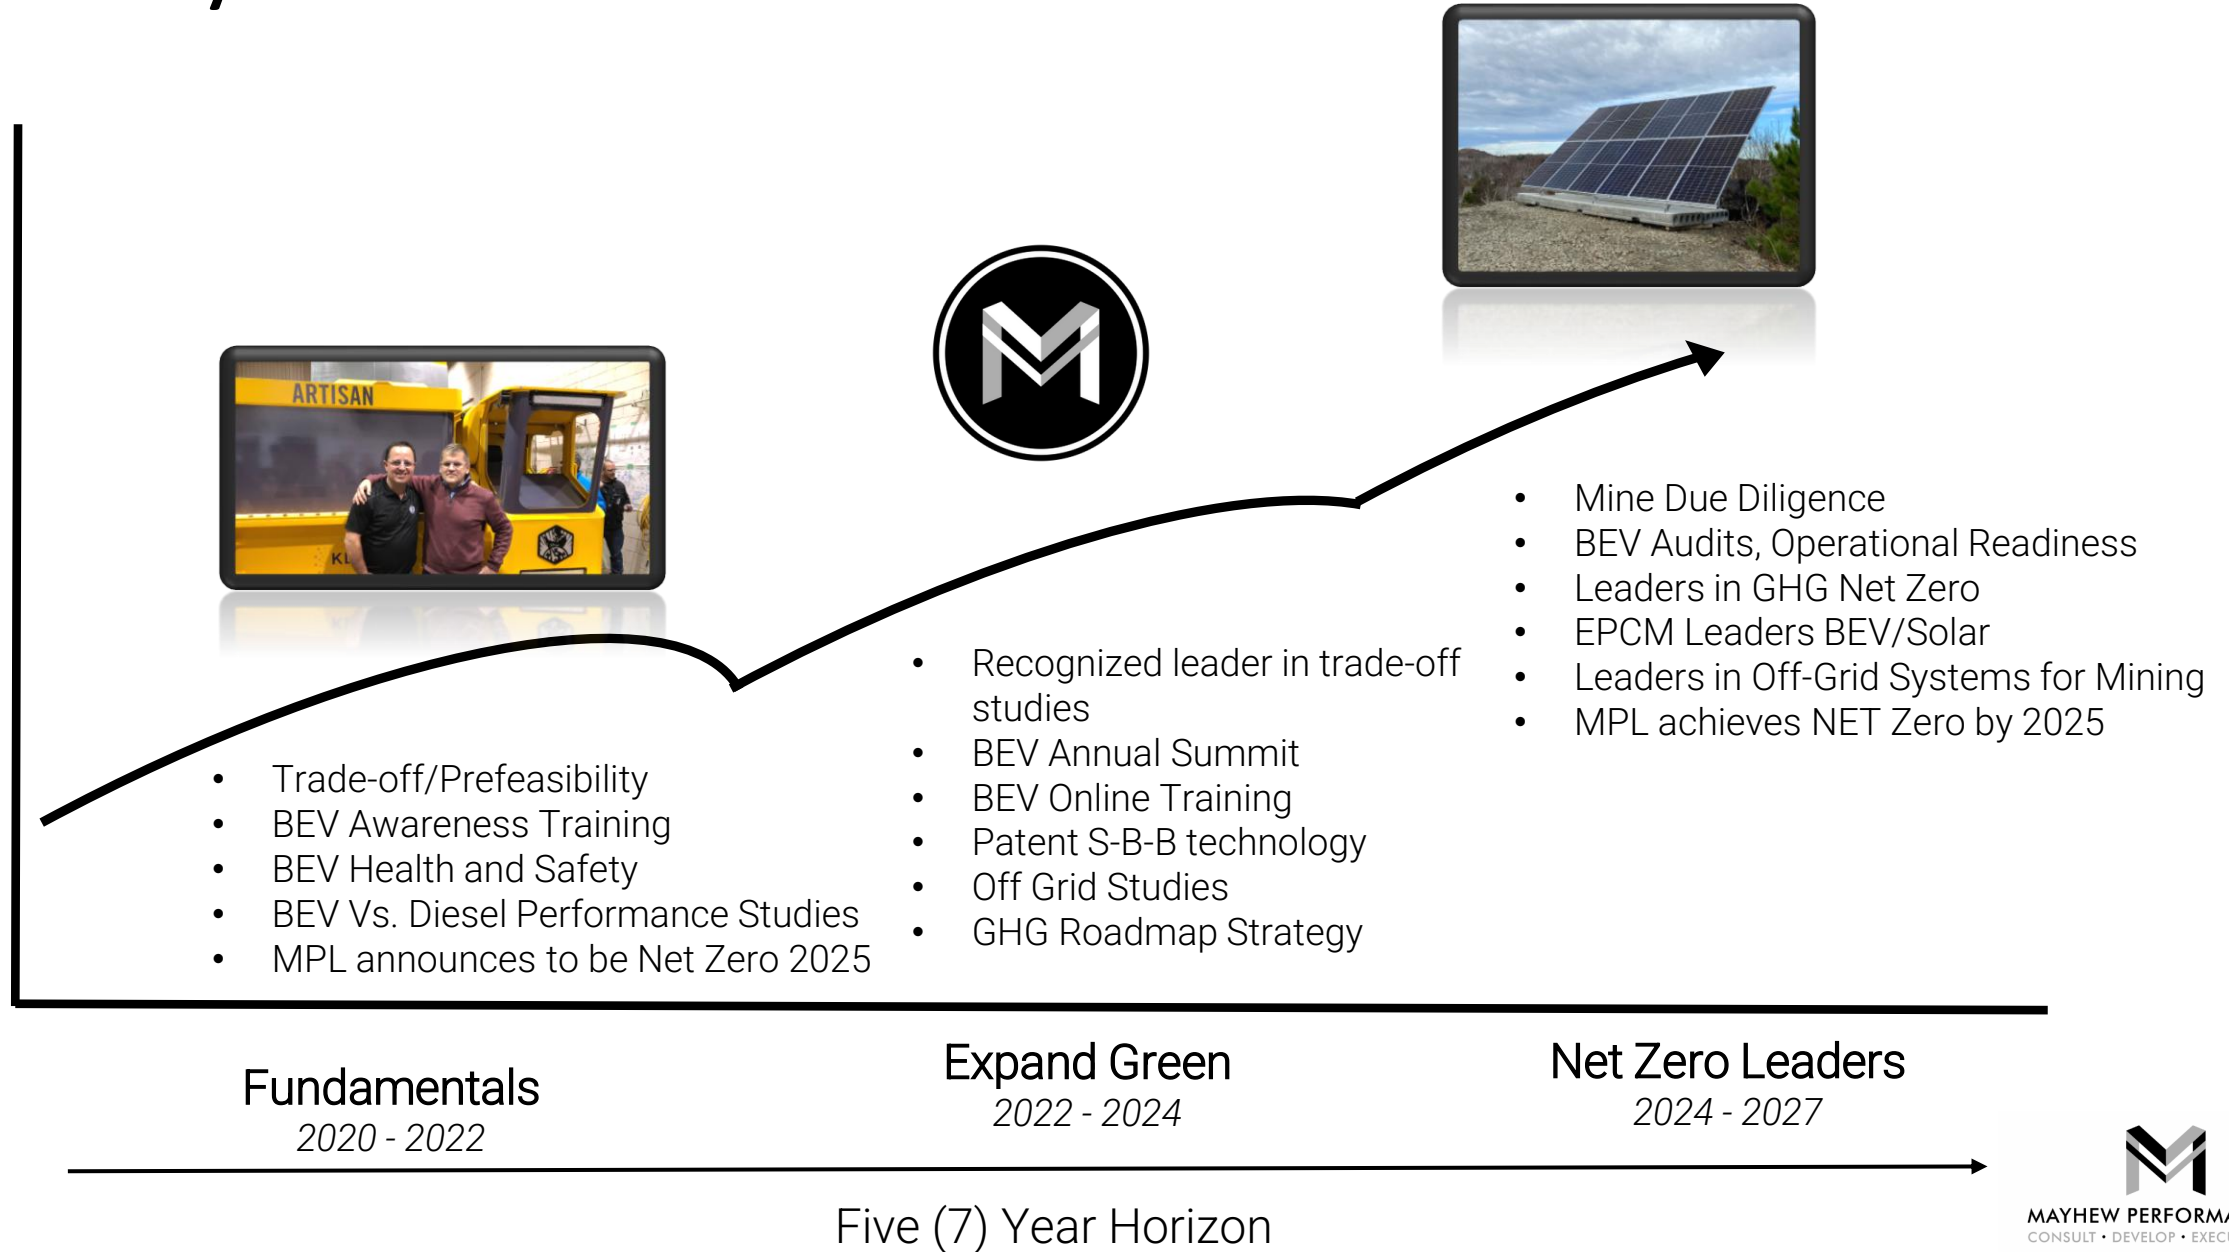 ARTISAN
Trade-off/Prefeasibility
BEV Awareness Training
BEV Health and Safety
BEV Vs. Diesel Performance Studies
MPL announces to be Net Zero 2025
Recognized leader in trade-off
studies
BEV Annual Summit
BEV Online Training
Patent S-B-B technology
Off Grid Studies
GHG Roadmap Strategy
Mine Due Diligence
BEV Audits, Operational Readiness
Leaders in GHG Net Zero
EPCM Leaders BEV/Solar
Leaders in Off-Grid Systems for Mining
MPL achieves NET Zero by 2025
Fundamentals
2020 - 2022
Expand Green
2022 - 2024
Net Zero Leaders
2024 - 2027
Five (7) Year Horizon
MAYHEW
CONSULT • DEVELOP •